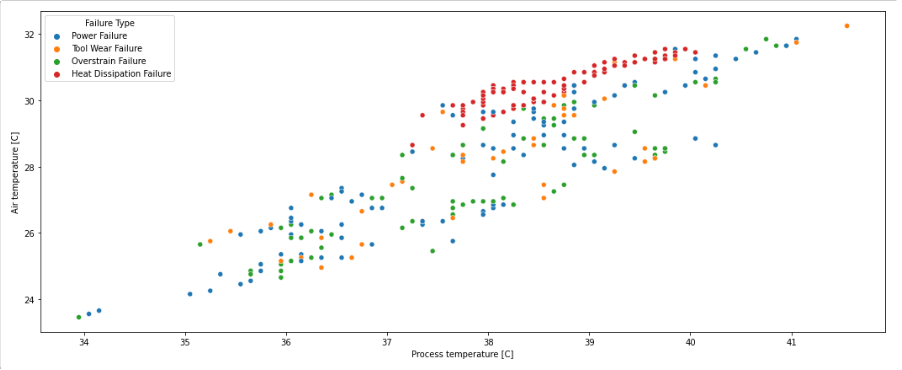 Failure Type
Power Failure
Tool Wear Failure
Overstrain Failure
Heat Dissipation Failure
32
30
28
26
24
Air temperature [C]
34 35 36 37 38 39 40 41
Process temperature [C]